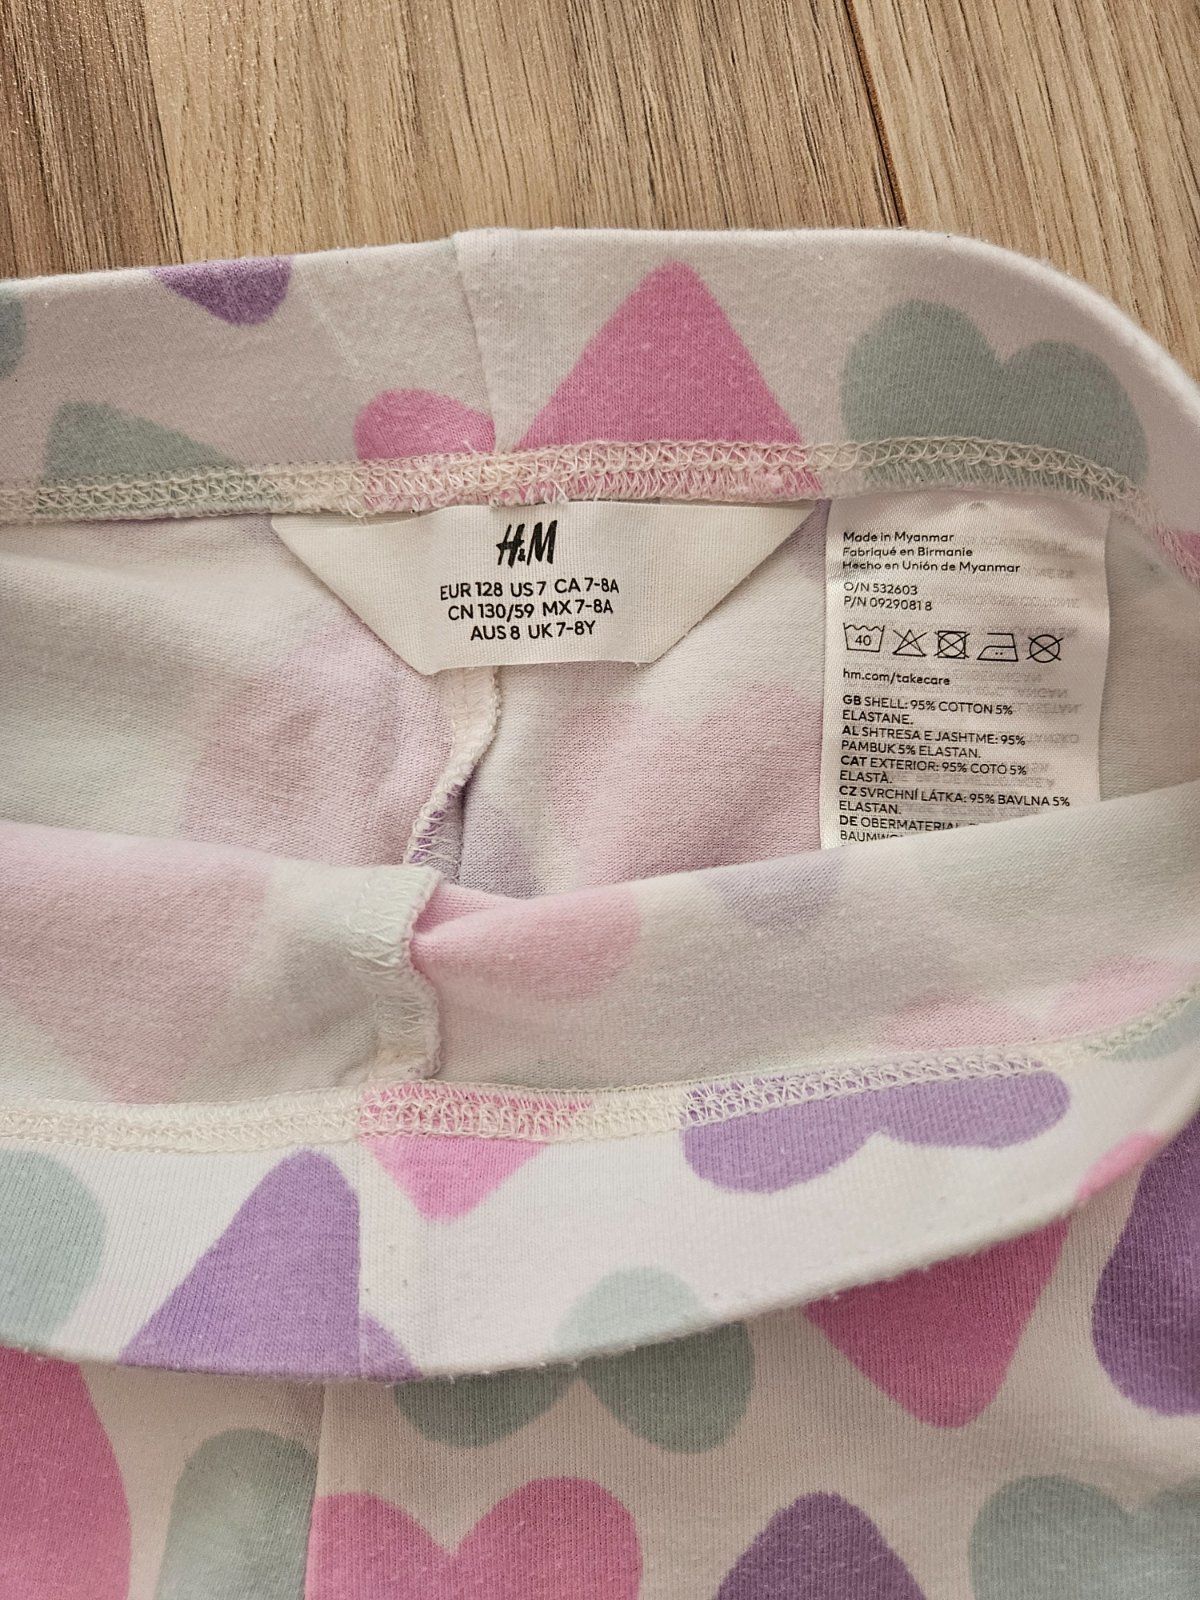 H&M
EUR 128 US 7 CA 7-8A
CN 130/59 MX 7-8A
AUS 8 UK 7-8Y
Made in Myanmar
Fabriqué en Birmanie
Hecho en Unión de Myanmar
O/N 532603
P/N 0929081 8
40
hm.com/takecare
GB SHELL: 95% COTTON 5%
ELASTANE.
AL SHTRESA E JASHTME: 95%
PAMBUK 5% ELASTAN.
CAT EXTERIOR: 95% COTÓ 5%
ELASTÀ.
CZ SVRCHNÍ LÁTKA: 95% BAVLNA 5%
ELASTAN.
DE